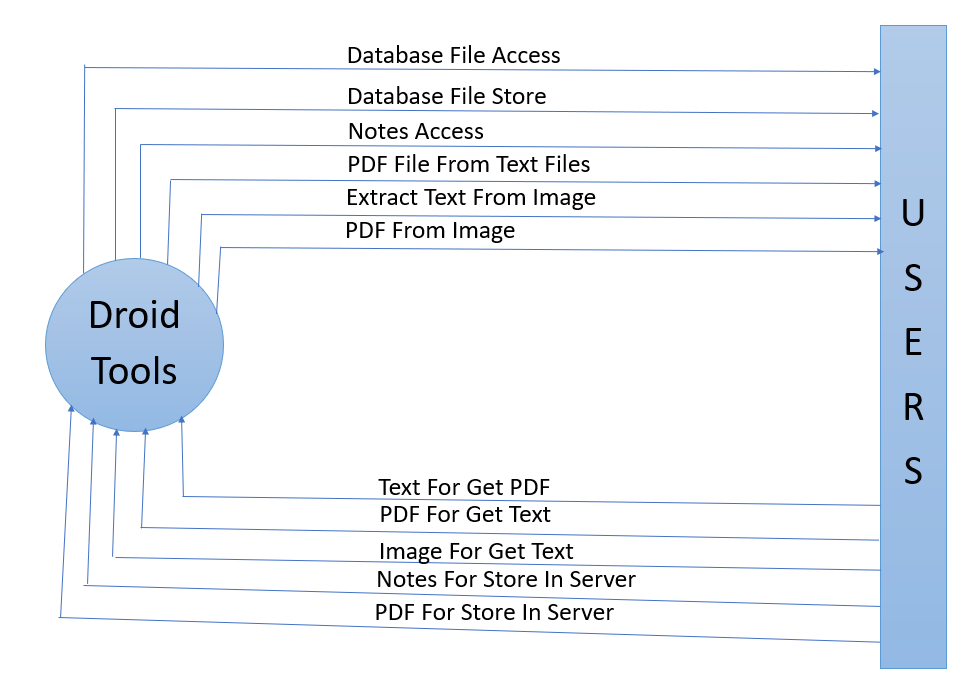 Database File Access
Database File Store
Notes Access
PDF File From Text Files
Extract Text From Image
PDF From Image
Droid
Tools
U
S
E
R
S
Text For Get PDF
PDF For Get Text
Image For Get Text
Notes For Store In Server
PDF For Store In Server